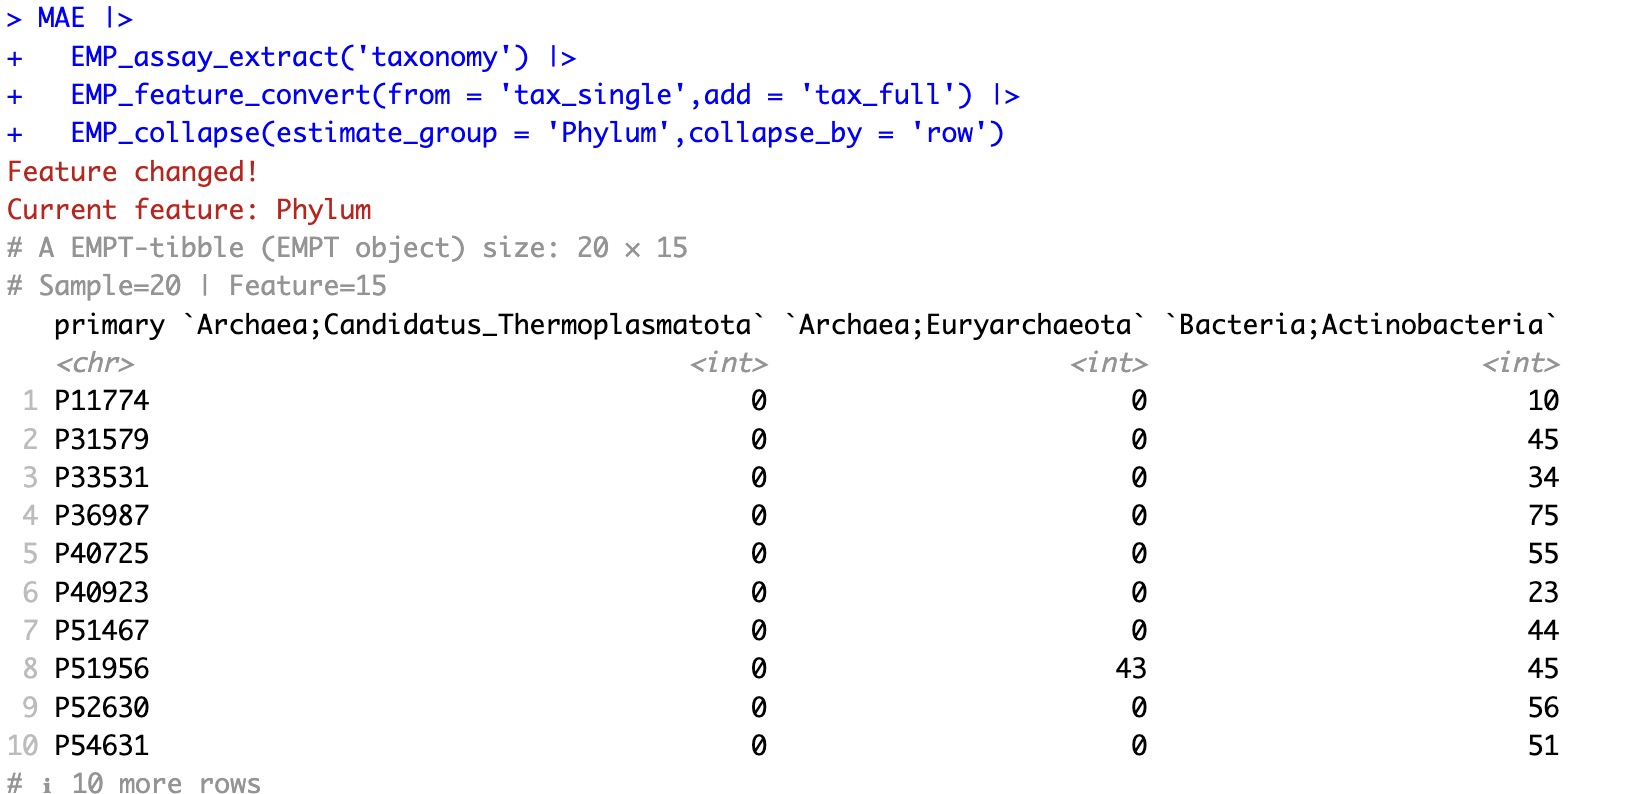 > MAE |>
+   EMP_assay_extract('taxonomy') |>
+   EMP_feature_convert(from = 'tax_single',add = 'tax_full') |>
+   EMP_collapse(estimate_group = 'Phylum',collapse_by = 'row')
Feature changed!
Current feature: Phylum
# A EMPT-tibble (EMPT object) size: 20 × 15
# Sample=20 | Feature=15
   primary `Archaea;Candidatus_Thermoplasmatota` `Archaea;Euryarchaeota` `Bacteria;Actinobacteria`
   <chr>                                   <int>                   <int>                     <int>
 1 P11774                                      0                       0                        10
 2 P31579                                      0                       0                        45
 3 P33531                                      0                       0                        34
 4 P36987                                      0                       0                        75
 5 P40725                                      0                       0                        55
 6 P40923                                      0                       0                        23
 7 P51467                                      0                       0                        44
 8 P51956                                      0                      43                        45
 9 P52630                                      0                       0                        56
10 P54631                                      0                       0                        51
# ℹ 10 more rows